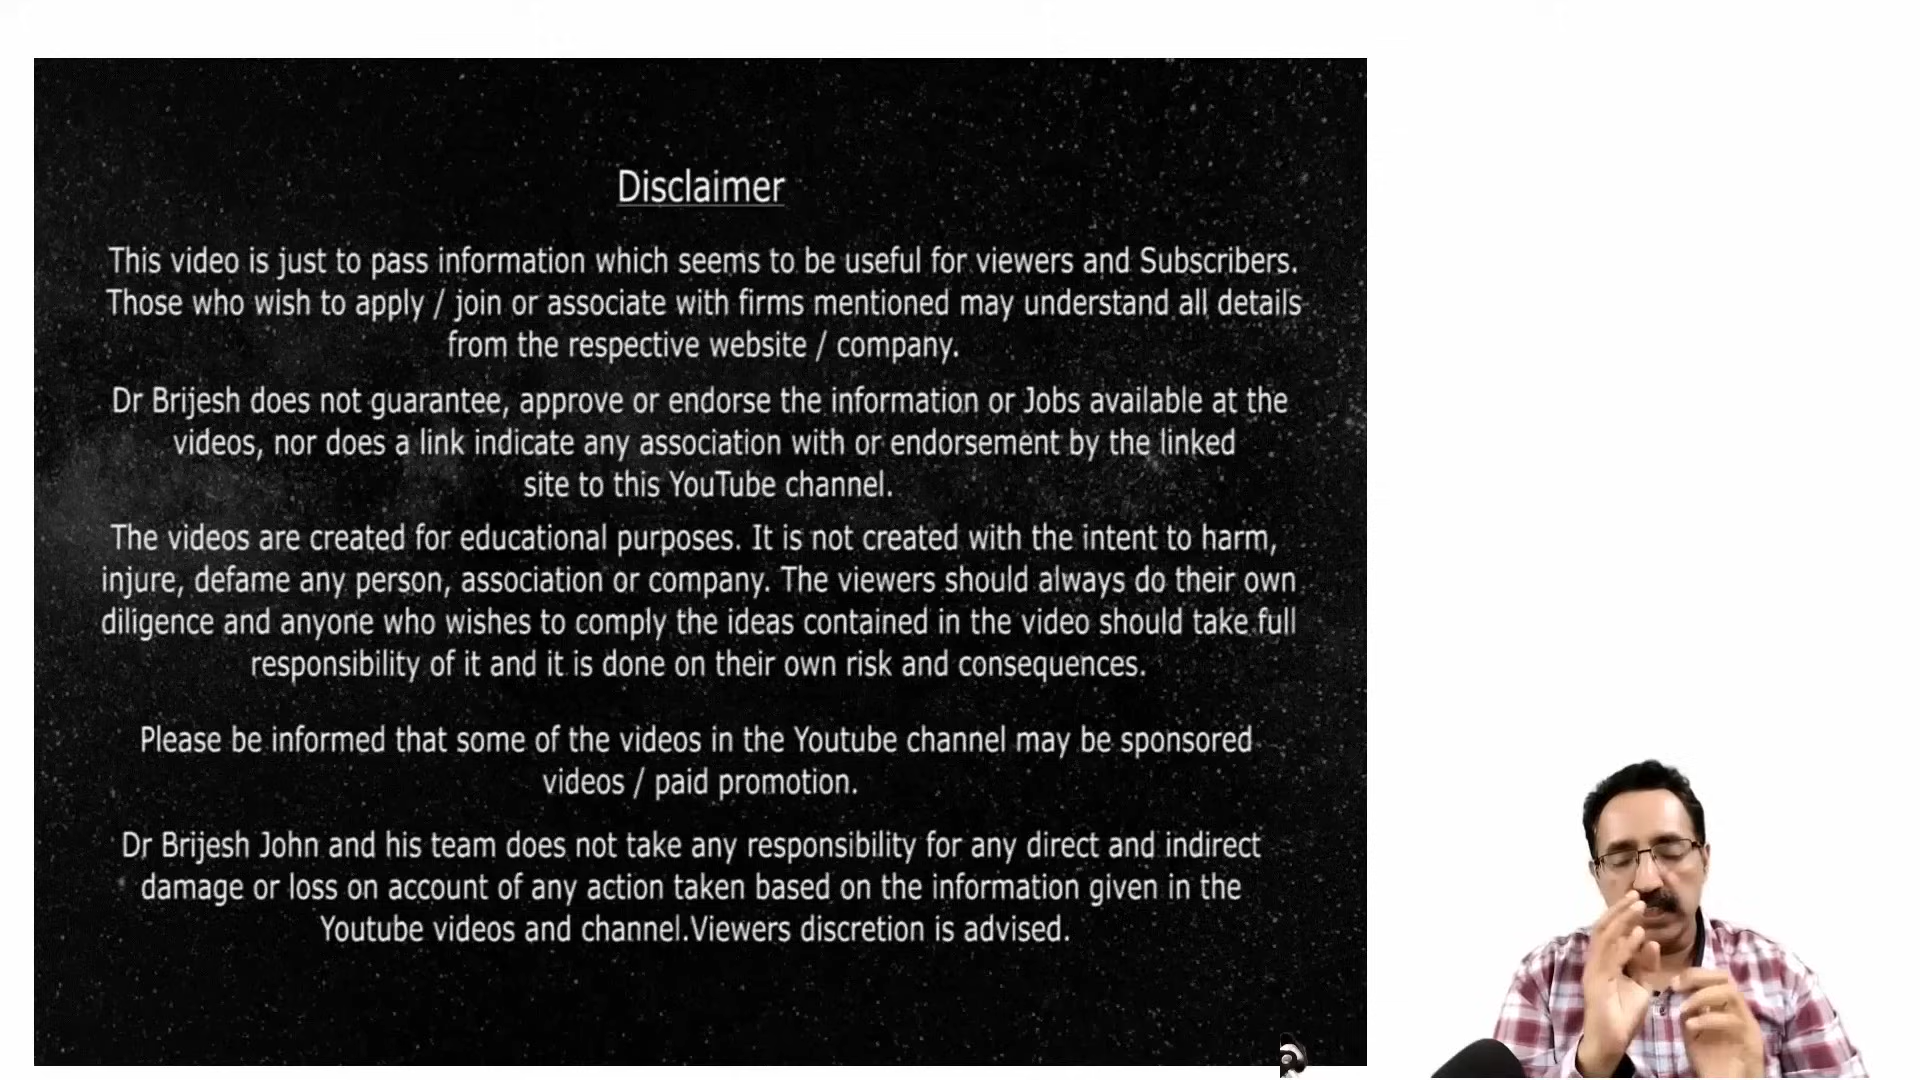 Disclaimer
This video is just to pass information which seems to be useful for viewers and Subscribers.
Those who wish to apply / join or associate with firms mentioned may understand all details
from the respective website / company.
Dr Brijesh does not guarantee, approve or endorse the information or Jobs available at the
videos, nor does a link indicate any association with or endorsement by the linked
site to this YouTube channel.
The videos are created for educational purposes. It is not created with the intent to harm,
injure, defame any person, association or company. The viewers should always do their own
diligence and anyone who wishes to comply the ideas contained in the video should take full
responsibility of it and it is done on their own risk and consequences.
Please be informed that some of the videos in the Youtube channel may be sponsored
videos / paid promotion.
Dr Brijesh John and his team does not take any responsibility for any direct and indirect
damage or loss on account of any action taken based on the information given in the
Youtube videos and channel.Viewers discretion is advised.